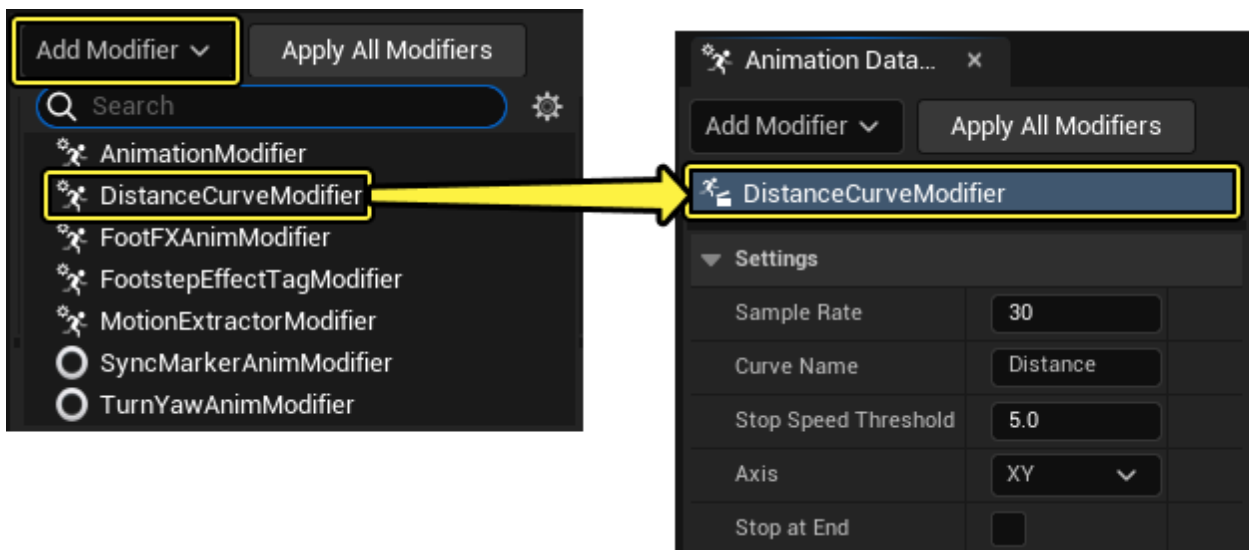 Add Modifier
Apply All Modifiers
Search
AnimationModifier
DistanceCurveModifier
FootFXAnimModifier
FootstepEffectTagModifier
MotionExtractorModifier
SyncMarkerAnimModifier
TurnYawAnimModifier
Animation Data...
Add Modifier
Apply All Modifiers
DistanceCurveModifier
Settings
Sample Rate 30
Curve Name Distance
Stop Speed Threshold 5.0
Axis XY
Stop at End